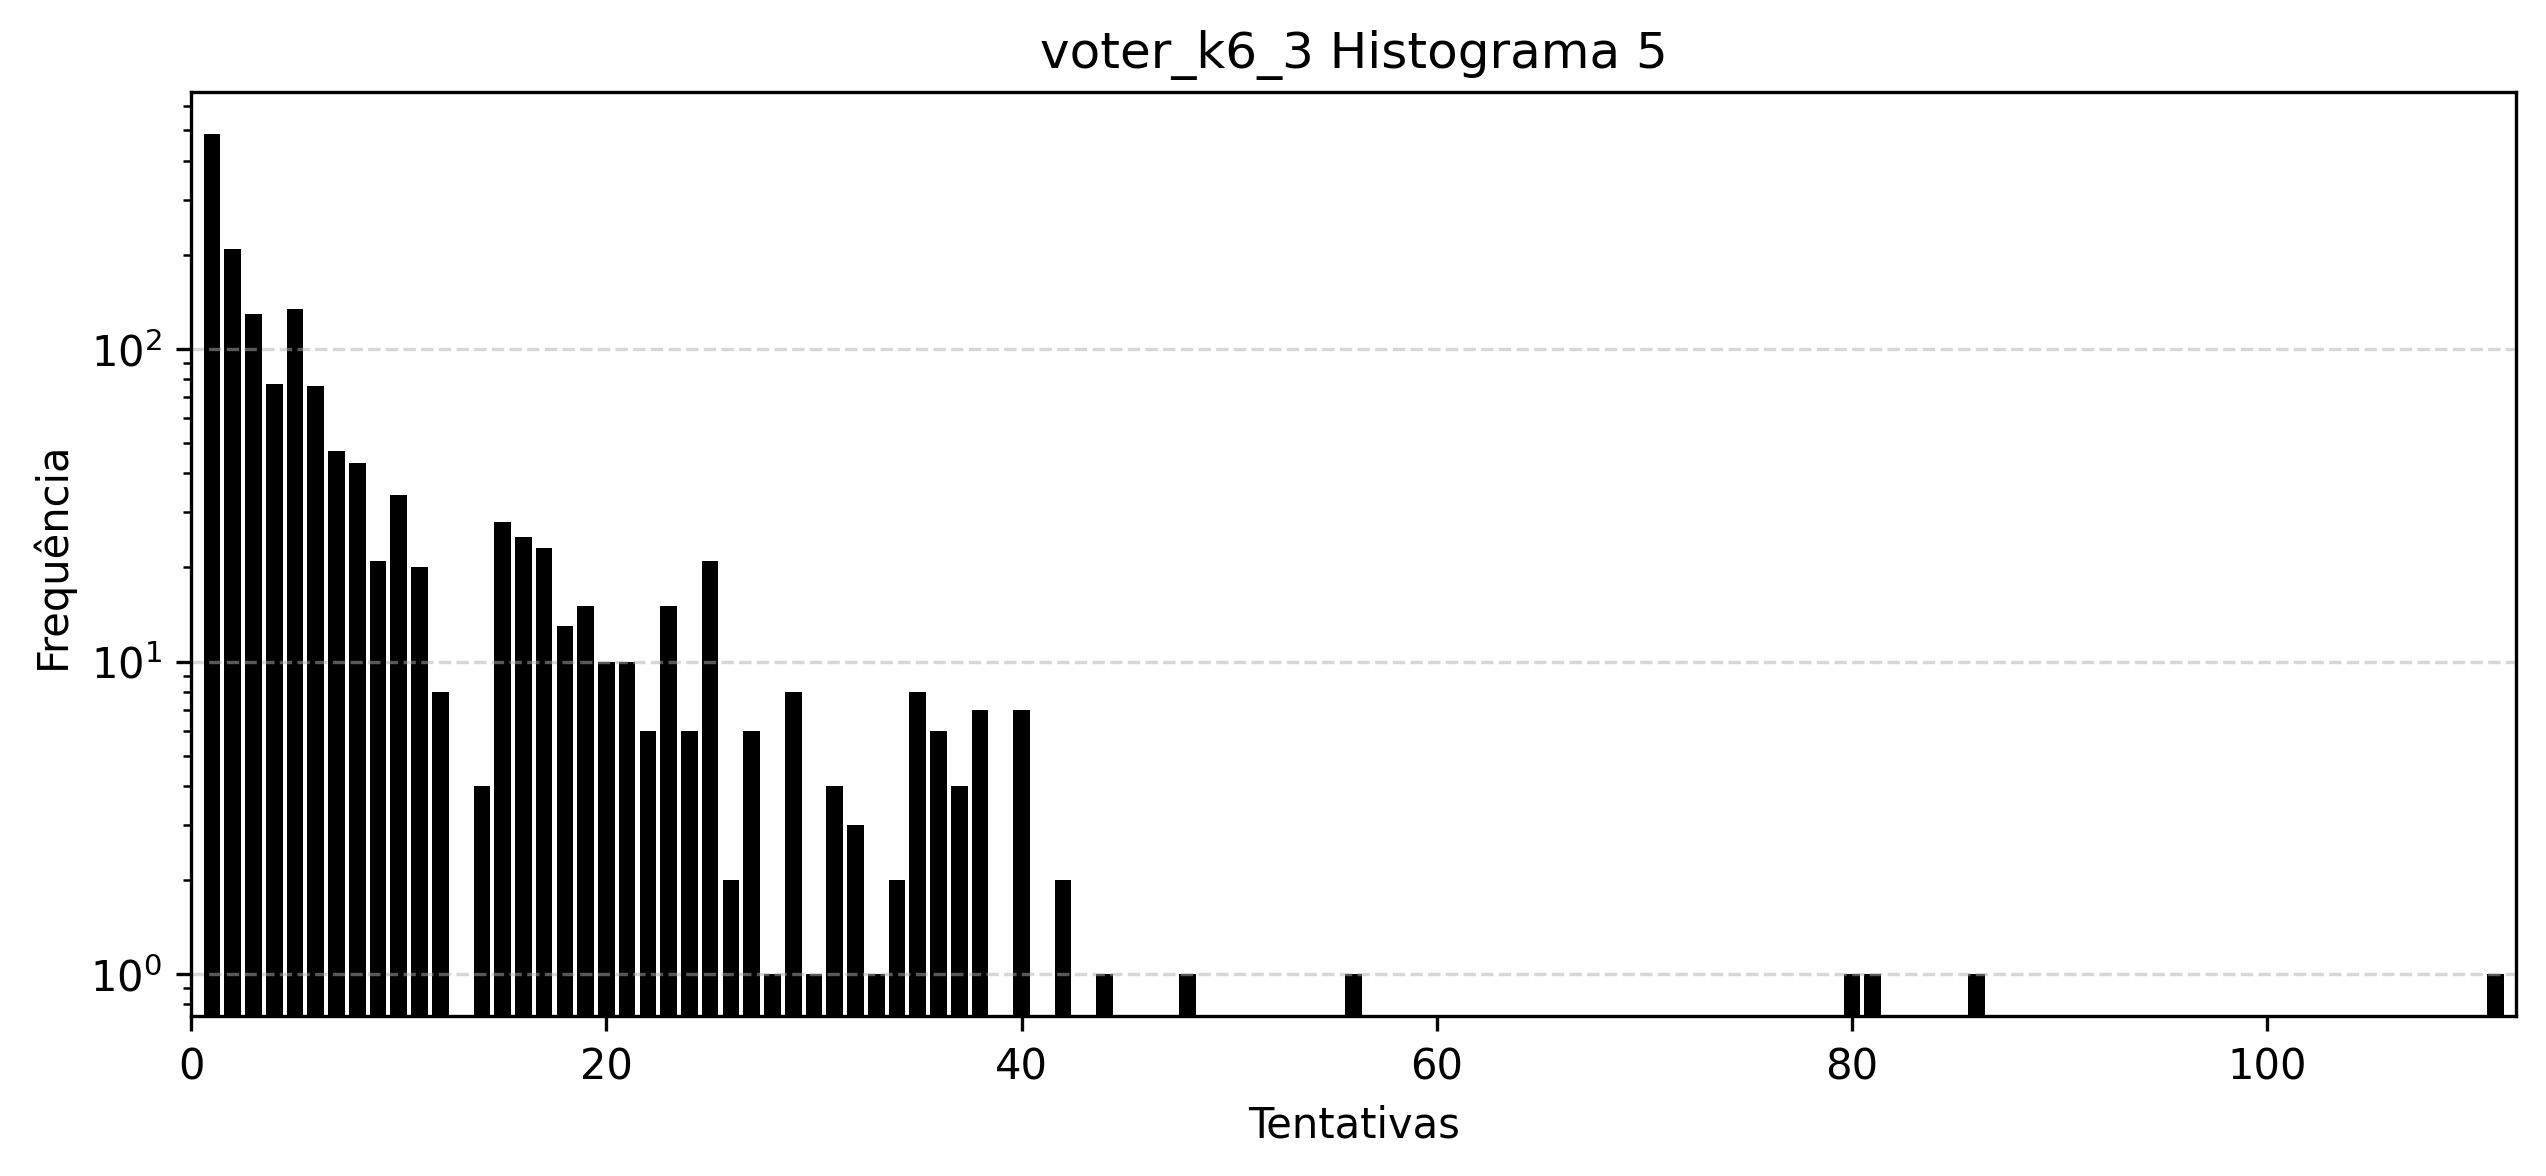 voter_k6_3 Histograma 5
Frequência
10²
10¹
10⁰
0 20 40 60 80 100
Tentativas